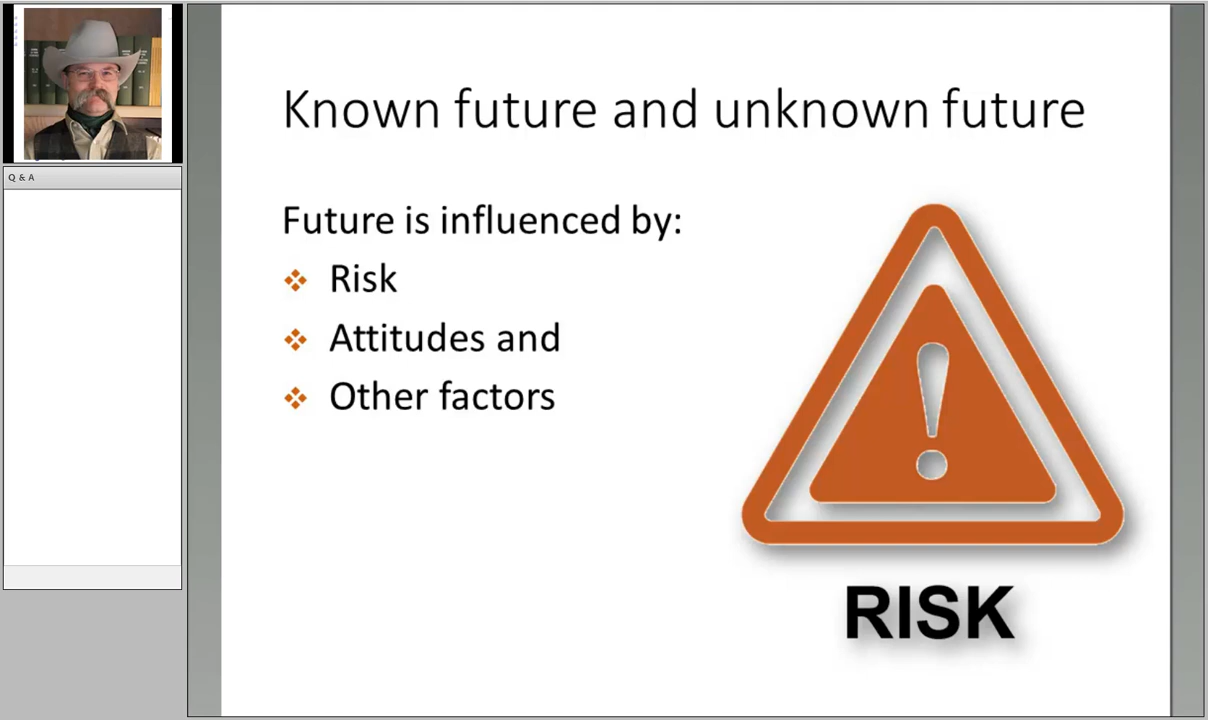 Q & A
Known future and unknown future
Future is influenced by:
Risk
Attitudes and
Other factors
RISK